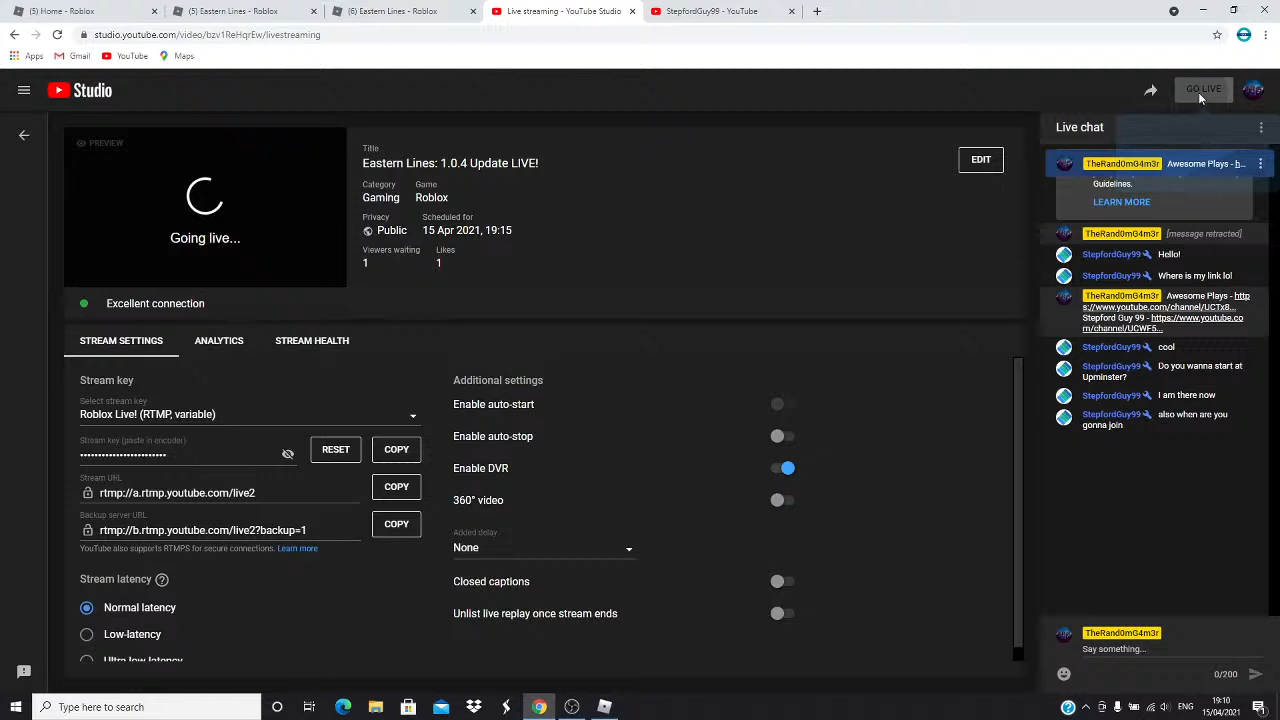 (5) Home - Roblox
(5) Eastern Lines - Roblox
(6) Eastern Lines - Roblox
Live streaming - YouTube Studio
StepfordGuy99 - YouTube
studio.youtube.com/video/bzv1ReHqrEw/livestreaming
Apps Gmail YouTube Maps
Studio
GO LIVE
PREVIEW
Going live...
Title
Eastern Lines: 1.0.4 Update LIVE!
EDIT
Category Game
Gaming Roblox
Privacy Scheduled for
Public 15 Apr 2021, 19:15
Viewers waiting Likes
1 1
Excellent connection
STREAM SETTINGS ANALYTICS STREAM HEALTH
Stream key
Select stream key
Roblox Live! (RTMP, variable)
Stream key (paste in encoder)
RESET COPY
Stream URL
rtmp://a.rtmp.youtube.com/live2
COPY
Backup server URL
rtmp://b.rtmp.youtube.com/live2?backup=1
COPY
YouTube also supports RTMPS for secure connections. Learn more
Stream latency
Normal latency
Low-latency
Ultra low-latency
Additional settings
Enable auto-start
Enable auto-stop
Enable DVR
360° video
Added delay
None
Closed captions
Unlist live replay once stream ends
Live chat
TheRand0mG4m3r Awesome Plays - h...
Guidelines.
LEARN MORE
TheRand0mG4m3r [message retracted]
StepfordGuy99 Hello!
StepfordGuy99 Where is my link lol
TheRand0mG4m3r Awesome Plays - http
s://www.youtube.com/channel/UCTx8...
Stepford Guy 99 - https://www.youtube.co
m/channel/UCWF5...
StepfordGuy99 cool
StepfordGuy99 Do you wanna start at
Upminster?
StepfordGuy99 I am there now
StepfordGuy99 also when are you
gonna join
TheRand0mG4m3r
Say something...
0/200
Type here to search
ENG
19:10
15/04/2021